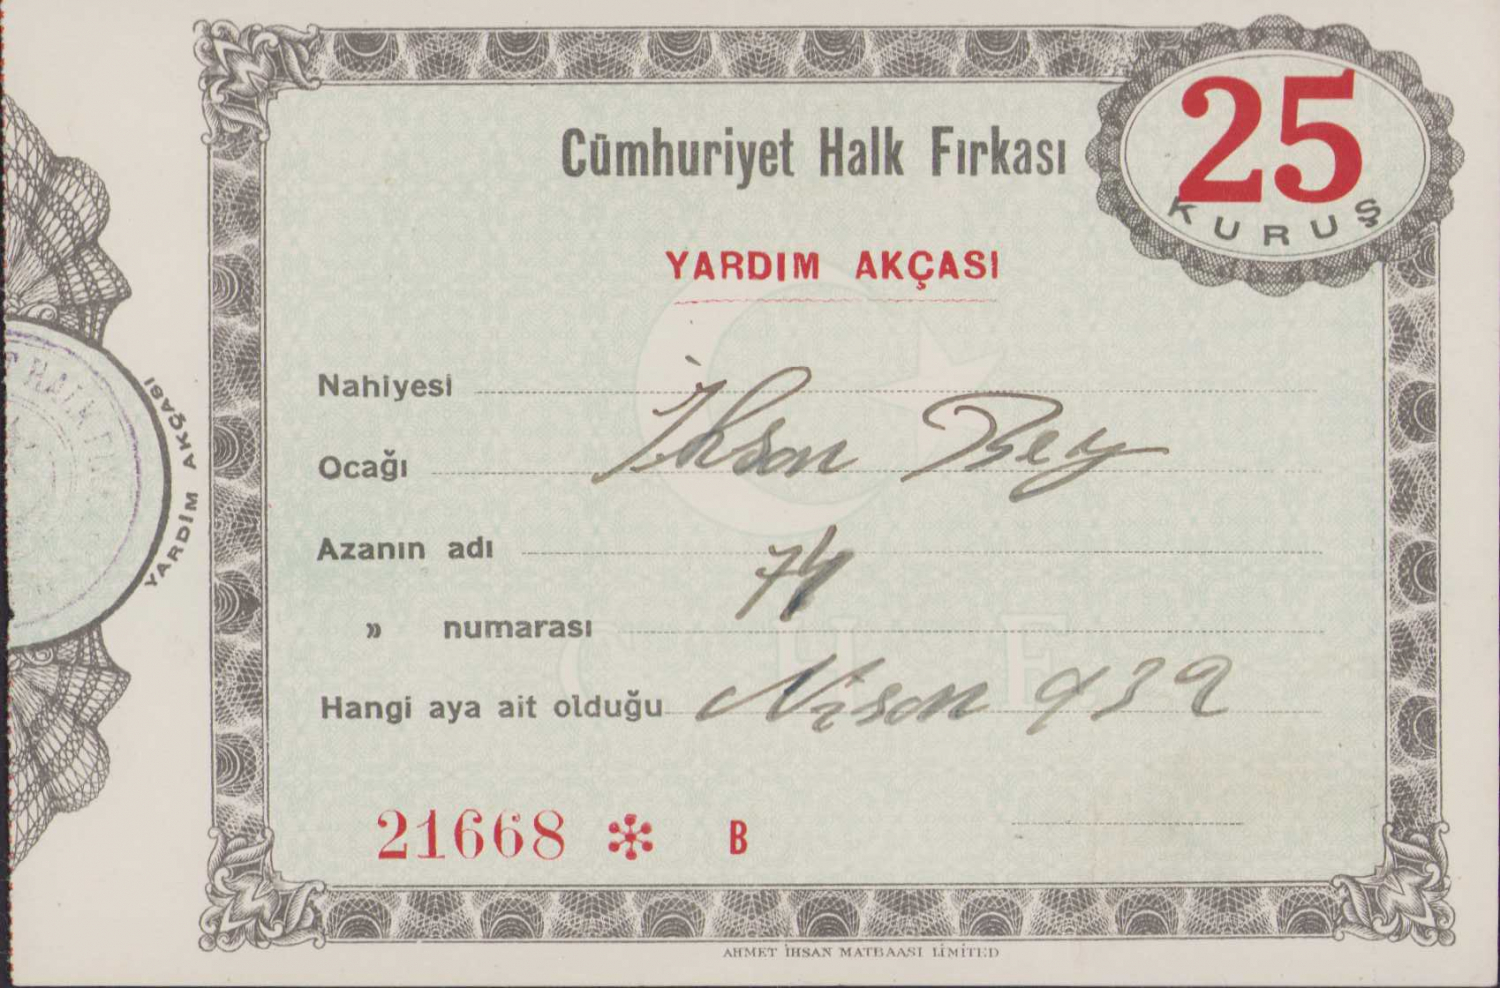 Cümhuriyet Halk Fırkası
25
KURUŞ
YARDIM AKÇASI
Nahiyesi
Ocağı İhsan Bey
Azanın adı
74
» numarası
Hangi aya ait olduğu Nisan 932
21668 * B
AHMET İHSAN MATBAASI LİMİTED
YARDIM AKÇASI
C H F